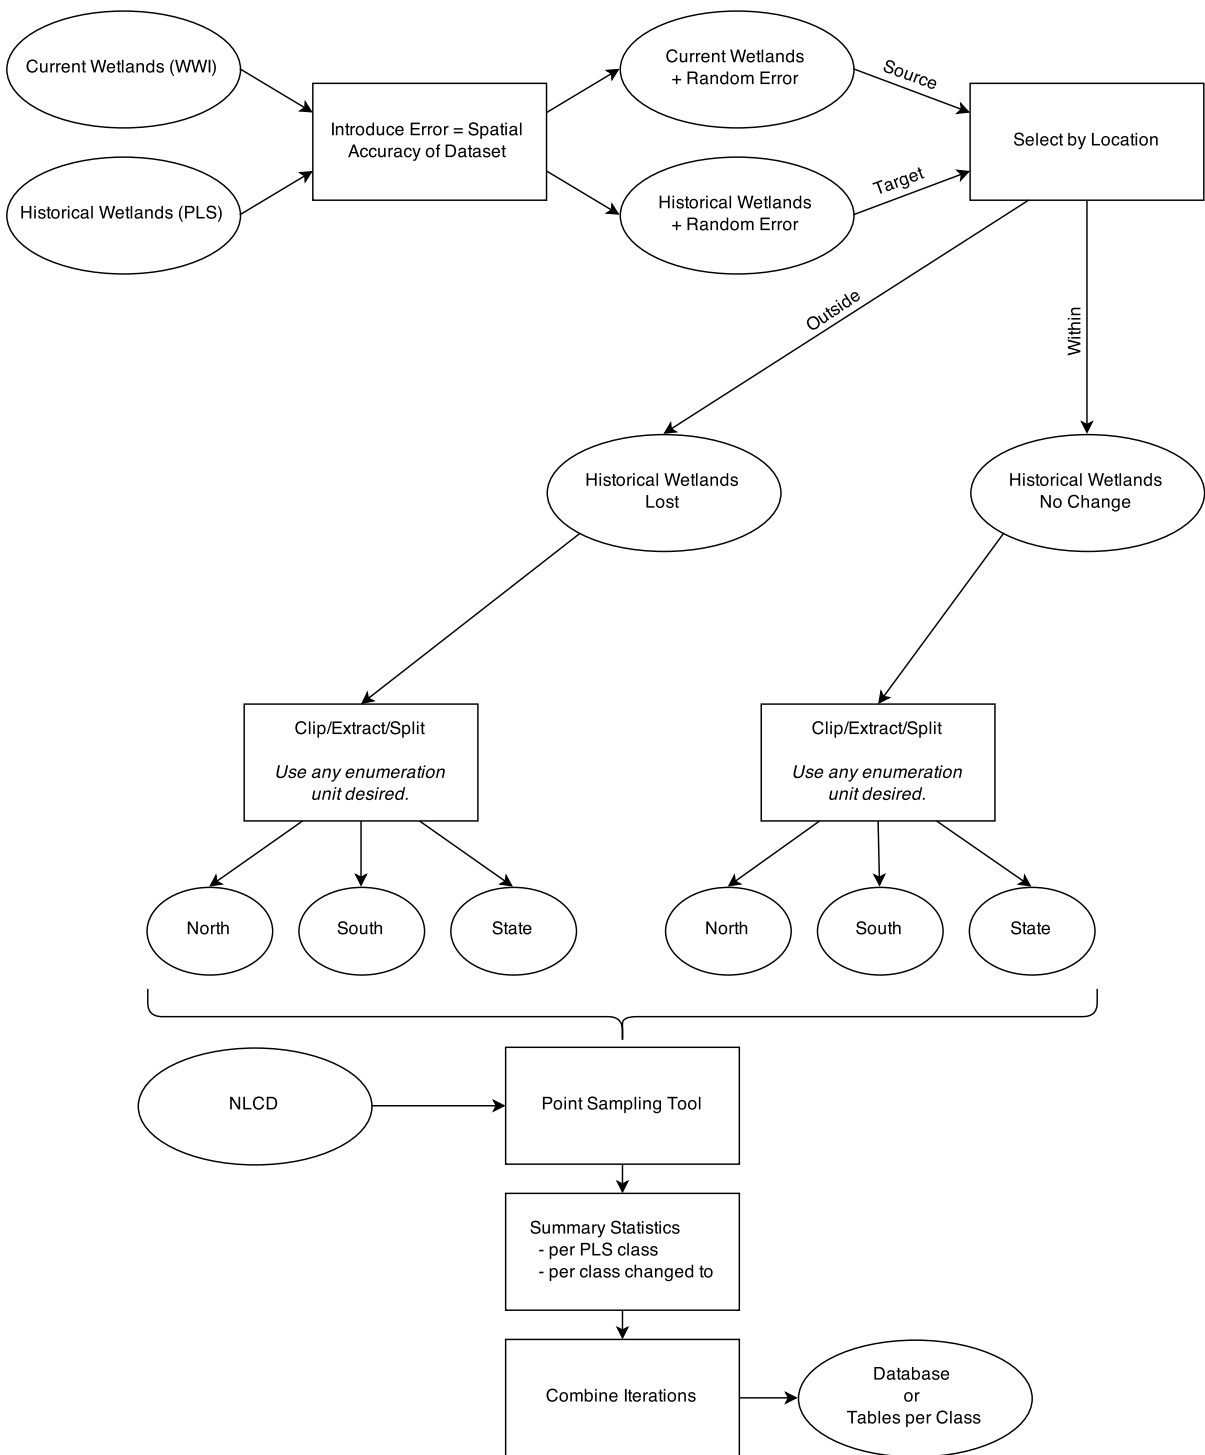 Current Wetlands (WWI)
Historical Wetlands (PLS)
Introduce Error = Spatial
Accuracy of Dataset
Current Wetlands
+ Random Error
Historical Wetlands
+ Random Error
Source
Target
Select by Location
Outside
Within
Historical Wetlands
Lost
Historical Wetlands
No Change
Clip/Extract/Split
Use any enumeration
unit desired.
Clip/Extract/Split
Use any enumeration
unit desired.
North
South
State
North
South
State
NLCD
Point Sampling Tool
Summary Statistics
- per PLS class
- per class changed to
Combine Iterations
Database
or
Tables per Class